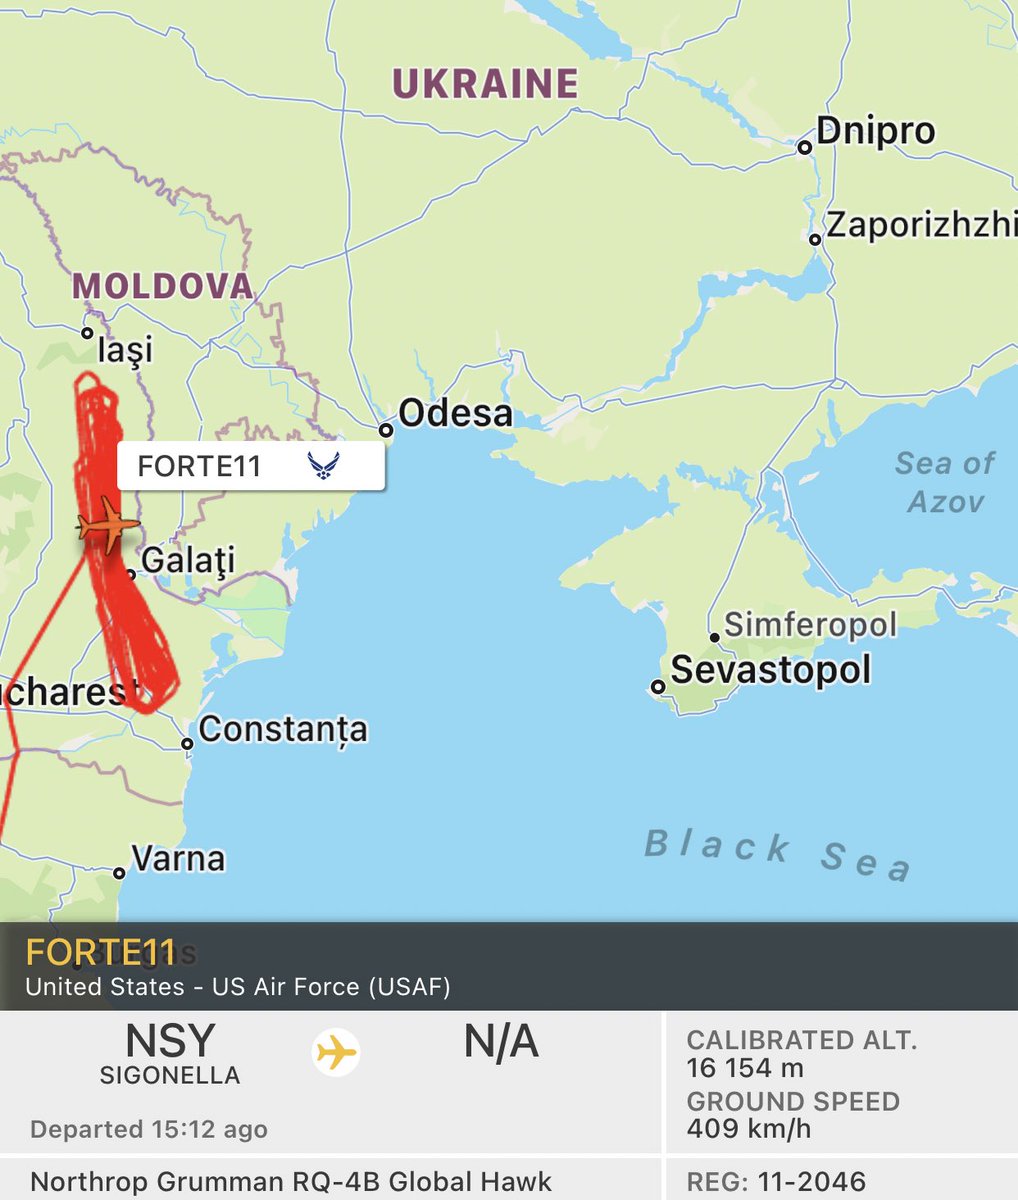 UKRAINE
Dnipro
Zaporizhzhi
MOLDOVA
Iaşi
Odesa
FORTE11
Sea of
Azov
Galaţi
Simferopol
Sevastopol
ucharest
Constanța
Black Sea
Varna
FORTE11
United States - US Air Force (USAF)
NSY
N/A
SIGONELLA
Departed 15:12 ago
CALIBRATED ALT.
16 154 m
GROUND SPEED
409 km/h
Northrop Grumman RQ-4B Global Hawk
REG: 11-2046